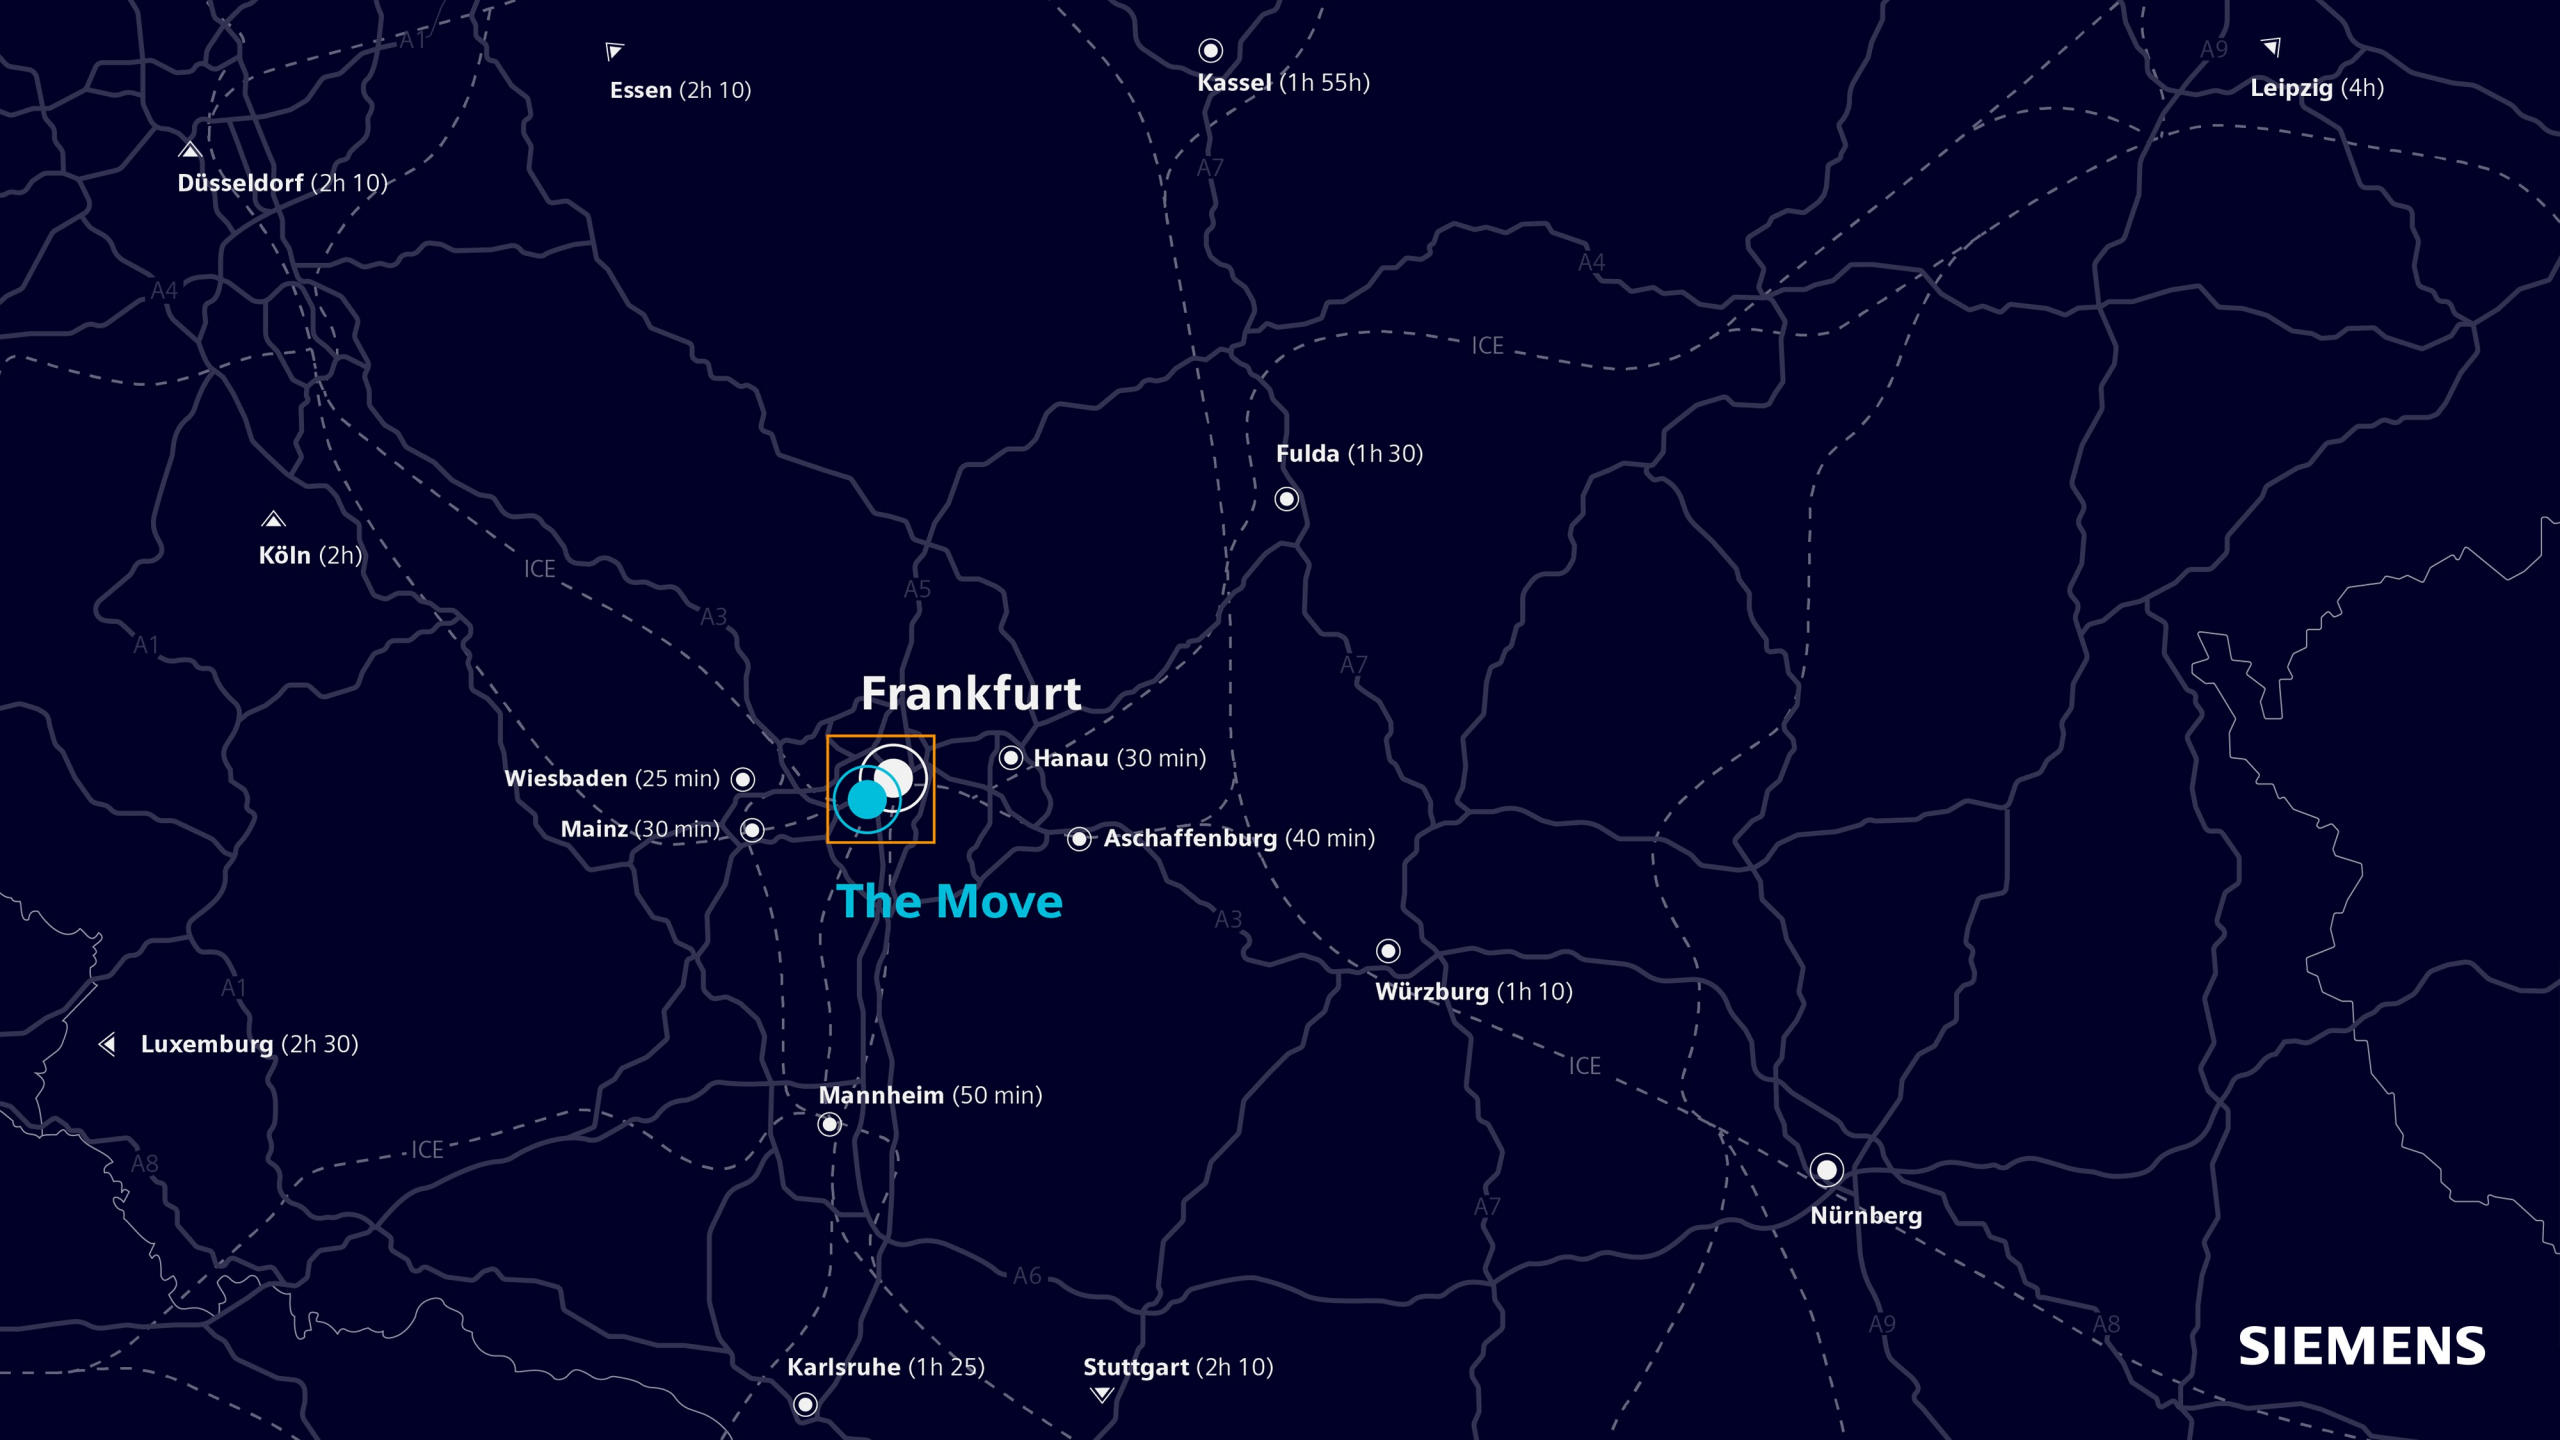 A1
A9
Essen (2h 10)
Kassel (1h 55h)
Leipzig (4h)
A7
Düsseldorf (2h 10)
A4
A4
ICE
Fulda (1h 30)
Köln (2h)
ICE
A5
A3
A1
A7
Frankfurt
Hanau (30 min)
Wiesbaden (25 min)
Mainz (30 min)
Aschaffenburg (40 min)
The Move
A3
A1
Würzburg (1h 10)
Luxemburg (2h 30)
ICE
Mannheim (50 min)
ICE
A8
A7
Nürnberg
A6
A9
A8
SIEMENS
Karlsruhe (1h 25)
Stuttgart (2h 10)